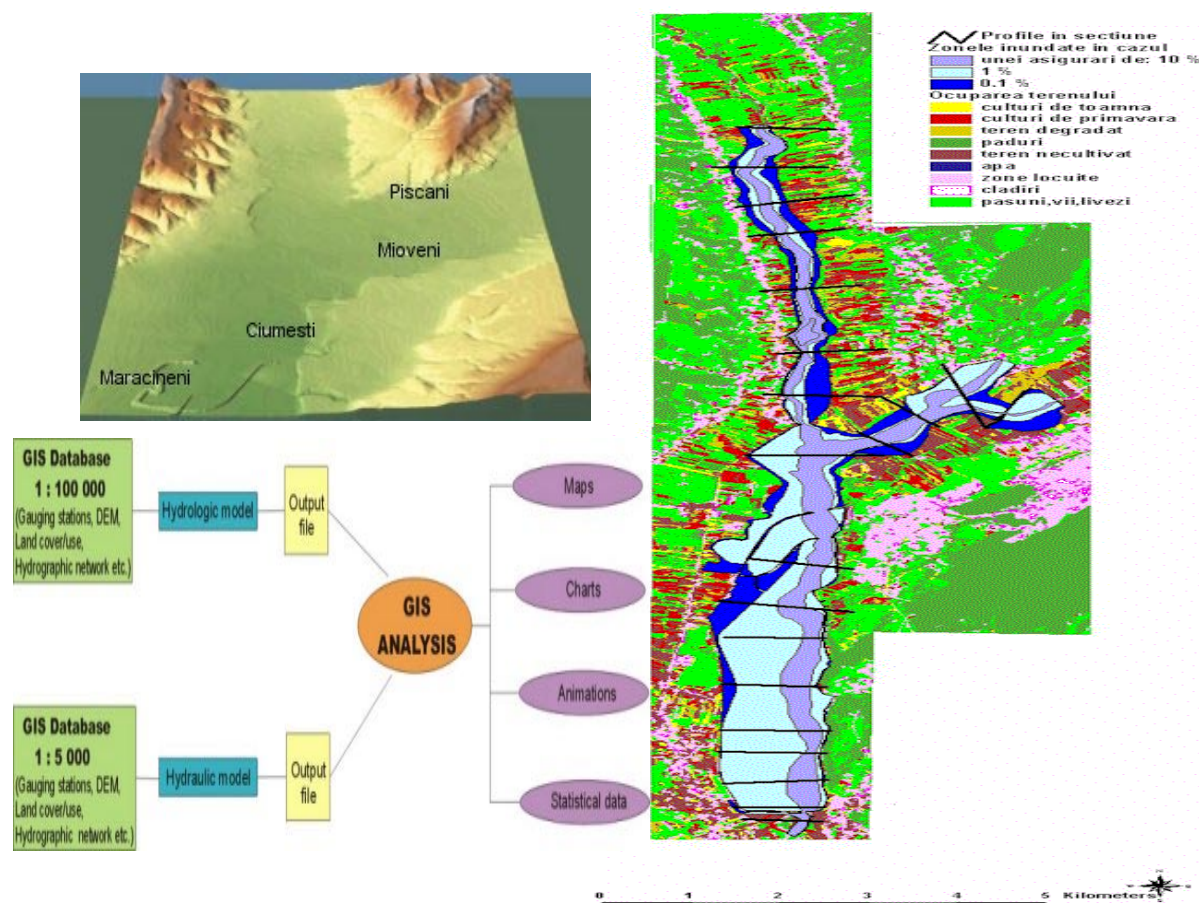 Piscani
Mioveni
Ciumesti
Maracineni
GIS Database
1 : 100 000
(Gauging stations, DEM,
Land cover/use,
Hydrographic network etc.)
Hydrologic model
Output
file
GIS Database
1 : 5 000
(Gauging stations, DEM,
Land cover/use,
Hydrographic network etc.)
Hydraulic model
Output
file
GIS
ANALYSIS
Maps
Charts
Animations
Statistical data
Profile in sectiune
Zonele inundate in cazul
unei asigurari de: 10 %
1 %
0.1 %
Ocuparea terenului
culturi de toamna
culturi de primavara
teren degradat
paduri
teren necultivat
apa
zone locuite
cladiri
pasuni,vii,livezi
0 1 2 3 4 5 Kilometers